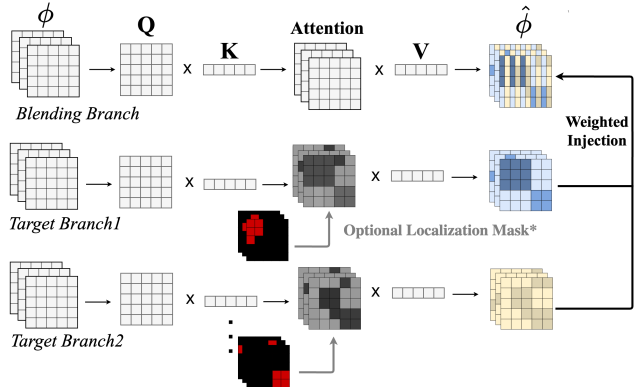 ϕ Q K Attention V ϕ̂
x x
Blending Branch
Weighted
Injection
x x
Target Branch1
Optional Localization Mask*
x x
Target Branch2